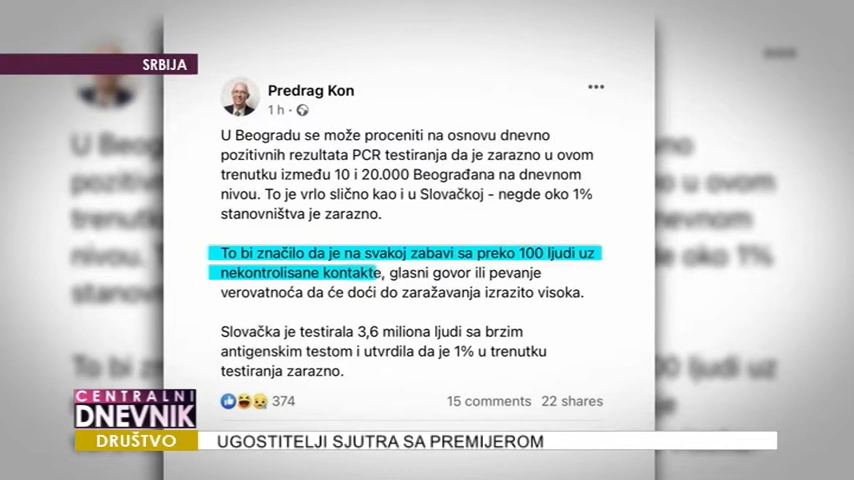 SRBIJA
Predrag Kon
1 h ·
U Beogradu se može proceniti na osnovu dnevno
pozitivnih rezultata PCR testiranja da je zarazno u ovom
trenutku između 10 i 20.000 Beograđana na dnevnom
nivou. To je vrlo slično kao i u Slovačkoj - negde oko 1%
stanovništva je zarazno.
To bi značilo da je na svakoj zabavi sa preko 100 ljudi uz
nekontrolisane kontakte, glasni govor ili pevanje
verovatnoća da će doći do zaražavanja izrazito visoka.
Slovačka je testirala 3,6 miliona ljudi sa brzim
antigenskim testom i utvrdila da je 1% u trenutku
testiranja zarazno.
374 15 comments 22 shares
CENTRALNI
DNEVNIK
DRUŠTVO UGOSTITELJI SJUTRA SA PREMIJEROM